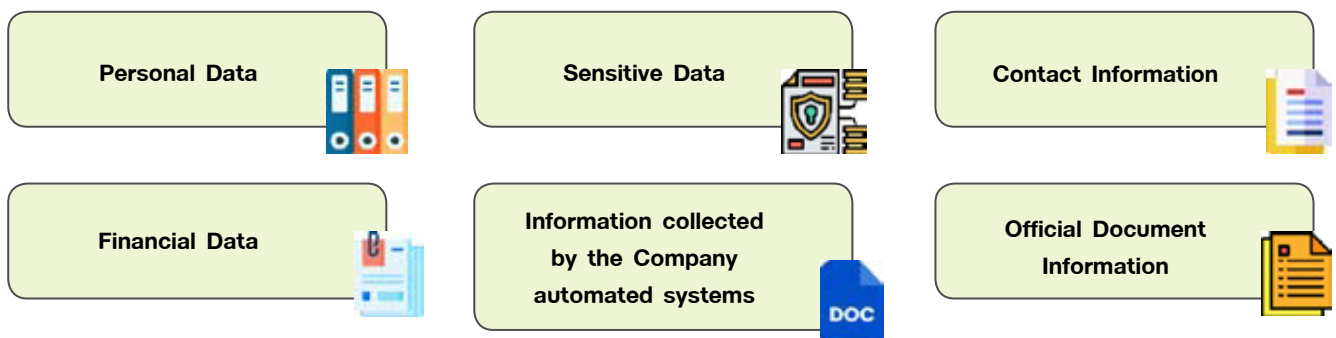 Personal Data
Sensitive Data
Contact Information
Financial Data
Information collected
by the Company
automated systems
DOC
Official Document
Information